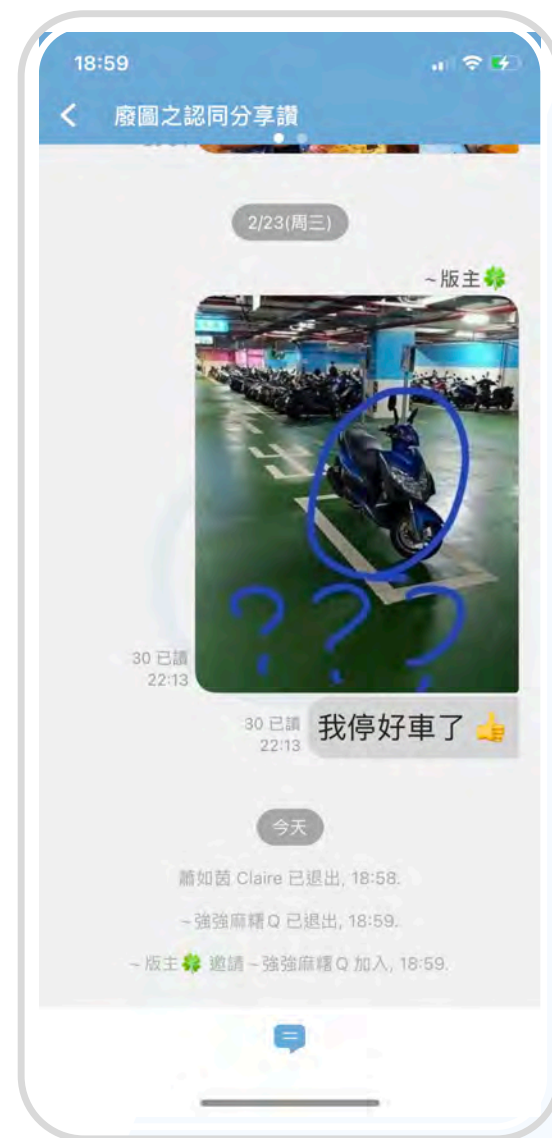 18:59
廢圖之認同分享讚
2/23(周三)
~版主🍀
???
30 已讀
22:13
我停好車了 👍
30 已讀
22:13
今天
蕭如茵 Claire 已退出, 18:58.
~強強麻糬Q 已退出, 18:59.
~版主🍀 邀請~強強麻糬Q 加入, 18:59.